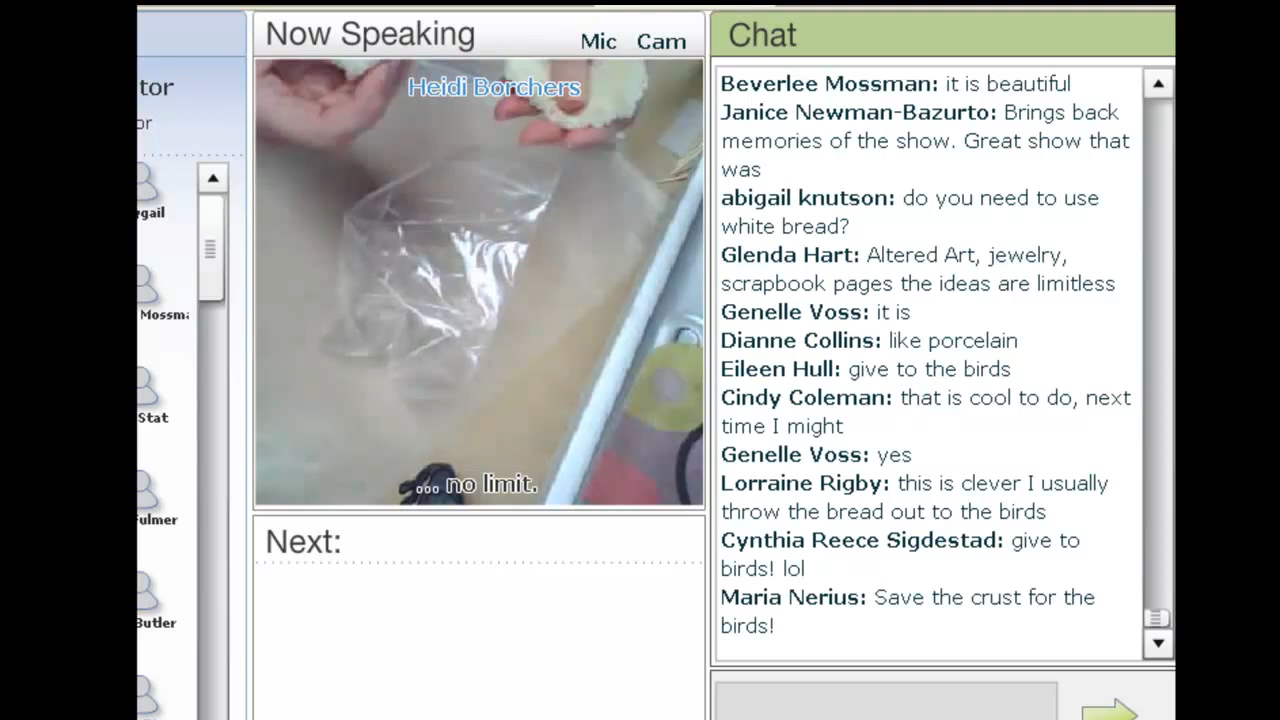 tor
or
gail
Mossma
Stat
ulmer
Butler
Now Speaking
Mic Cam
Heidi Borchers
... no limit.
Next:
Chat
Beverlee Mossman: it is beautiful
Janice Newman-Bazurto: Brings back
memories of the show. Great show that
was
abigail knutson: do you need to use
white bread?
Glenda Hart: Altered Art, jewelry,
scrapbook pages the ideas are limitless
Genelle Voss: it is
Dianne Collins: like porcelain
Eileen Hull: give to the birds
Cindy Coleman: that is cool to do, next
time I might
Genelle Voss: yes
Lorraine Rigby: this is clever I usually
throw the bread out to the birds
Cynthia Reece Sigdestad: give to
birds! lol
Maria Nerius: Save the crust for the
birds!